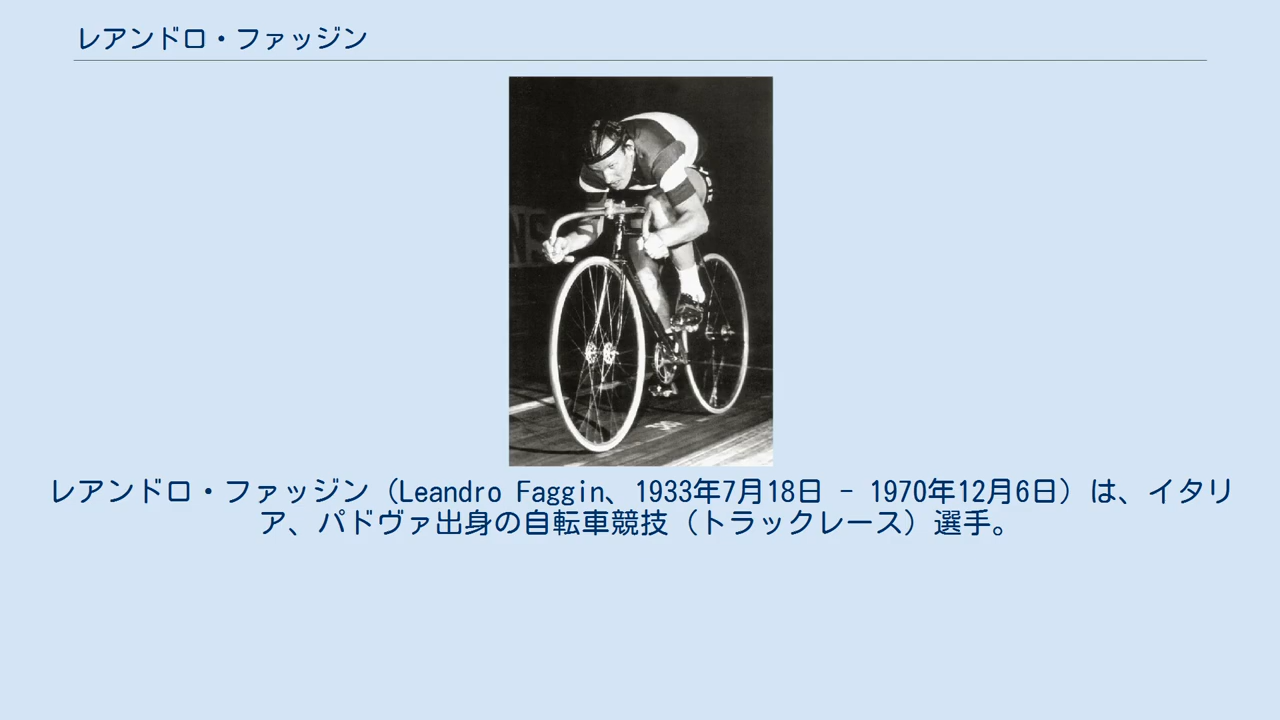 レアンドロ・ファッジン
レアンドロ・ファッジン（Leandro Faggin、1933年7月18日 - 1970年12月6日）は、イタリ
ア、パドヴァ出身の自転車競技（トラックレース）選手。